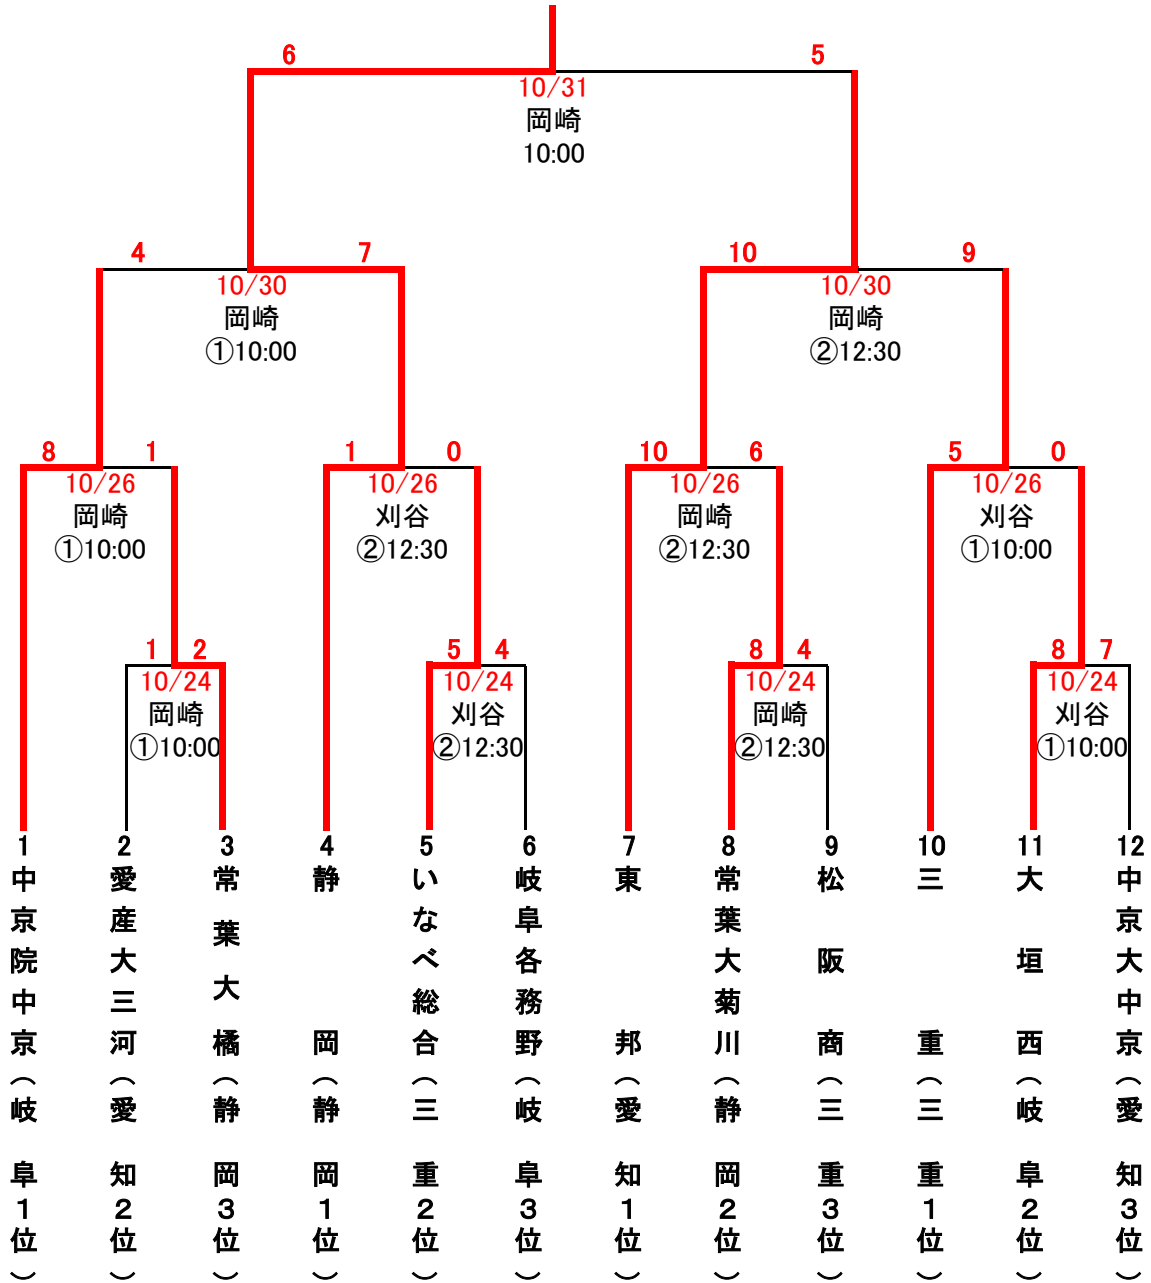 6 5
10/31
岡崎
10:00
4 7 10 9
10/30 10/30
岡崎 岡崎
①10:00 ②12:30
8 1 1 0 10 6 5 0
10/26 10/26 10/26 10/26
岡崎 刈谷 岡崎 刈谷
①10:00 ②12:30 ②12:30 ①10:00
1 2 5 4 8 4 8 7
10/24 10/24 10/24 10/24
岡崎 刈谷 岡崎 刈谷
①10:00 ②12:30 ②12:30 ①10:00
1 中京院中京（岐阜1位）
2 愛産大三河（愛知2位）
3 常葉大橘（静岡3位）
4 静岡（静岡1位）
5 いなべ総合（三重2位）
6 岐阜各務野（岐阜3位）
7 東邦（愛知1位）
8 常葉大菊川（静岡2位）
9 松阪商（三重3位）
10 三重（三重1位）
11 大垣西（岐阜2位）
12 中京大中京（愛知3位）